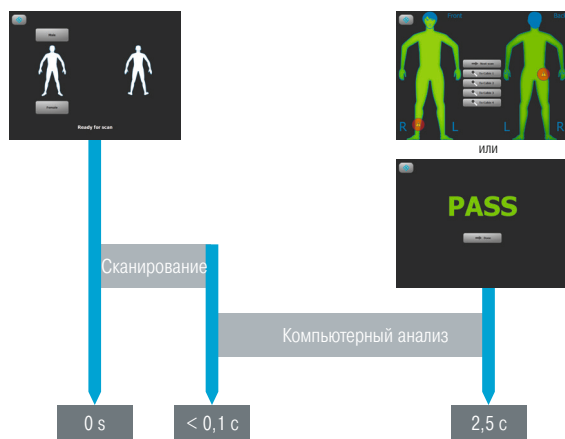 Male
Female
Ready for scan
Front
Back
R
L
L
R
или
PASS
Сканирование
Компьютерный анализ
0 s
< 0,1 c
2,5 c